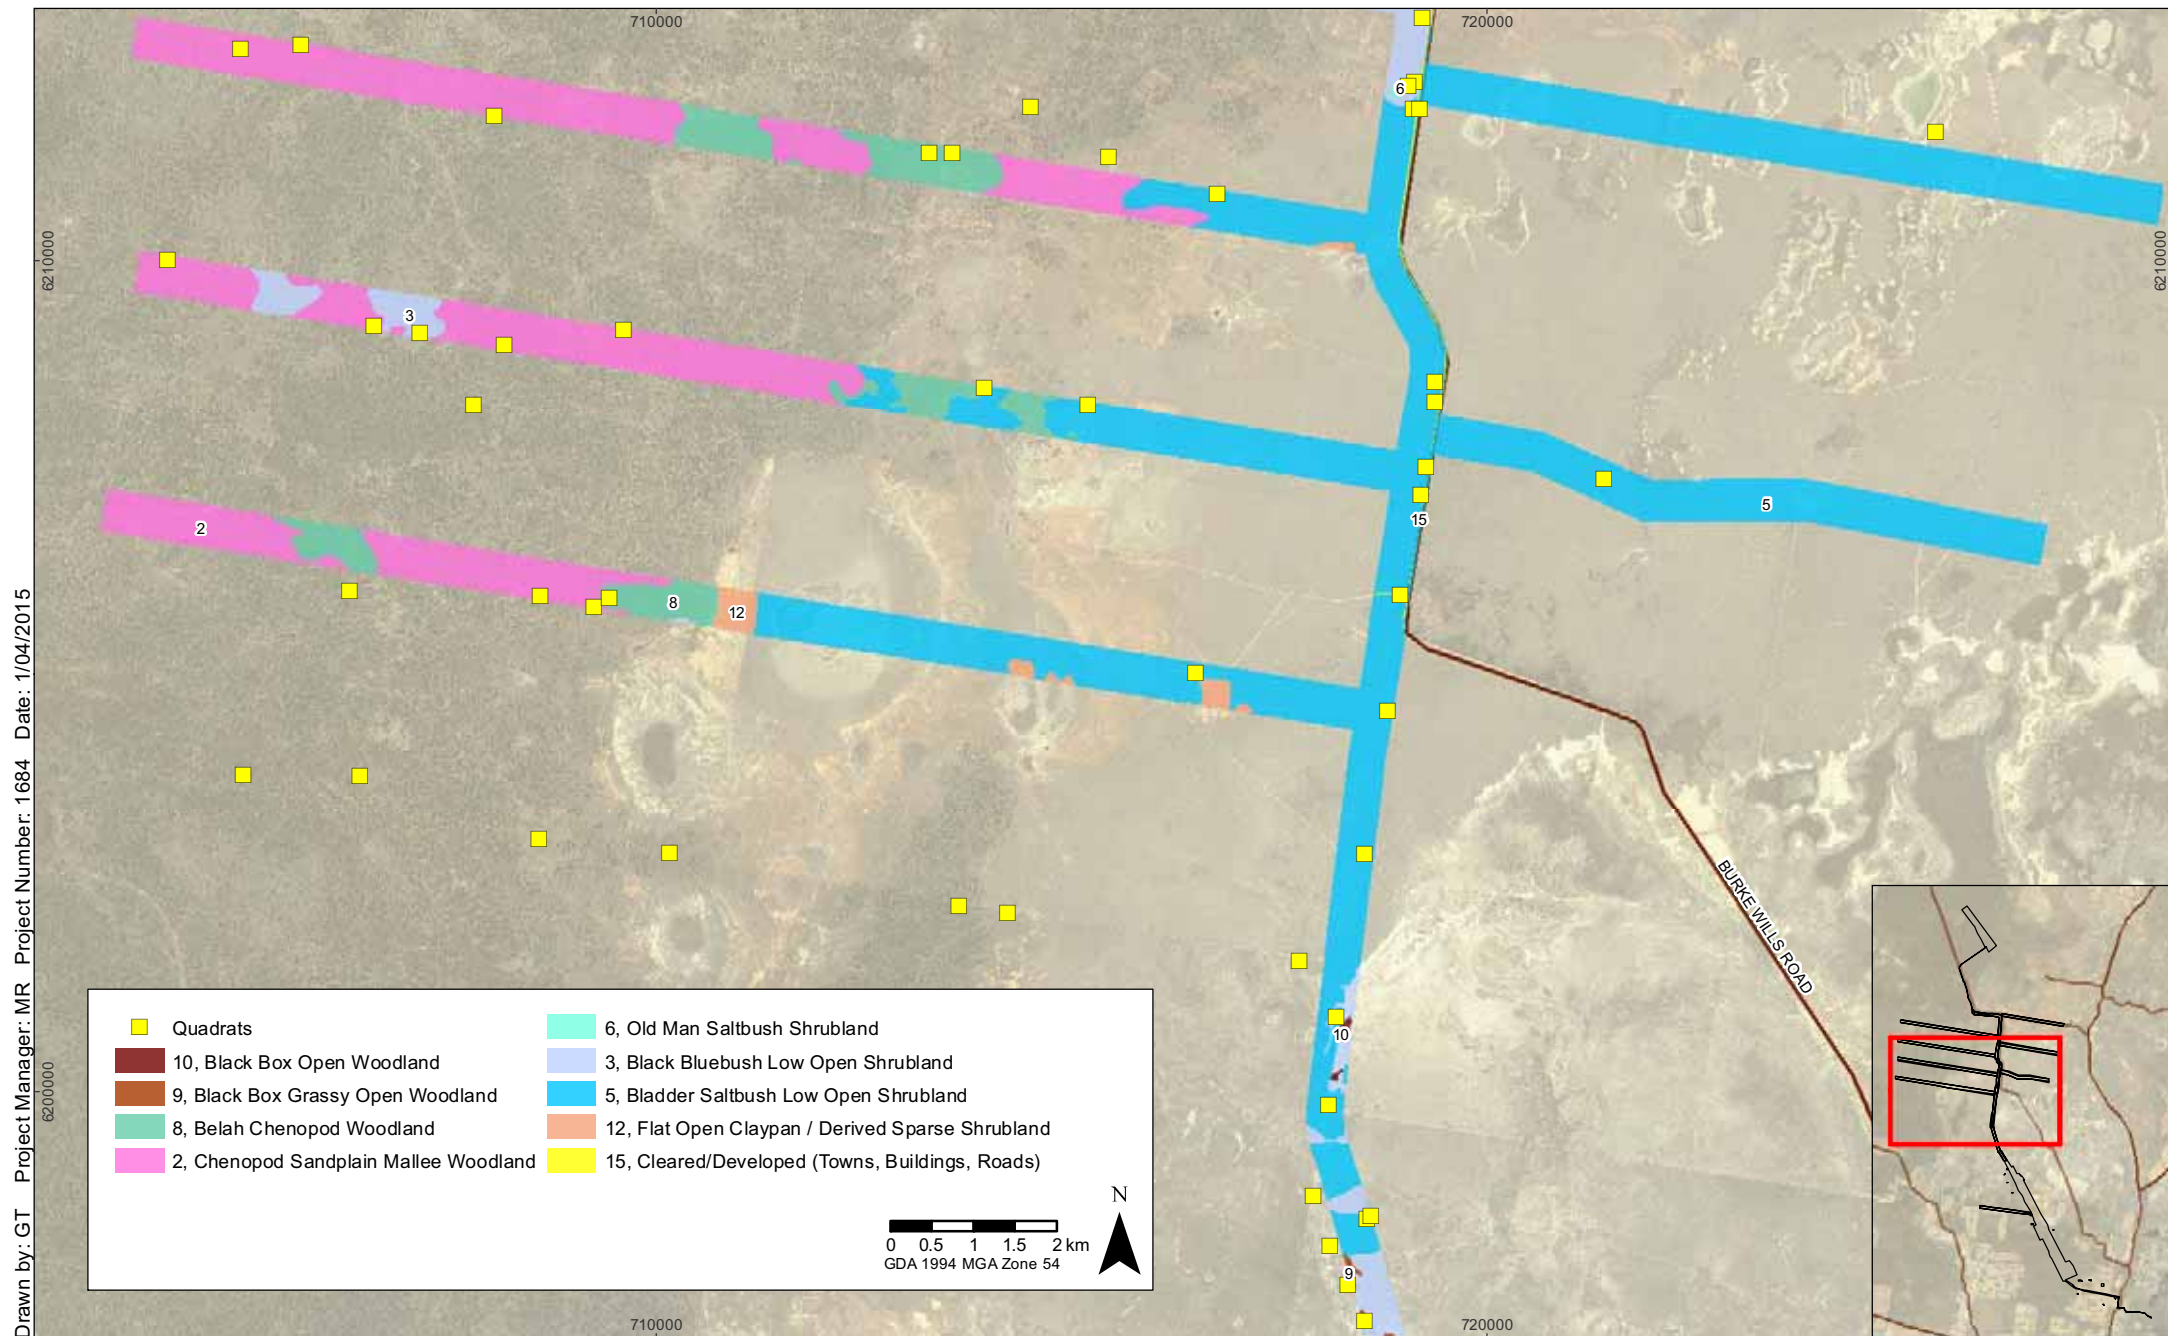 710000
720000
6
6210000
6210000
3
5
15
2
8
12
Drawn by: GT Project Manager: MR Project Number: 1684 Date: 1/04/2015
BURKE WILLS ROAD
10
6200000
9
Quadrats
10, Black Box Open Woodland
9, Black Box Grassy Open Woodland
8, Belah Chenopod Woodland
2, Chenopod Sandplain Mallee Woodland
6, Old Man Saltbush Shrubland
3, Black Bluebush Low Open Shrubland
5, Bladder Saltbush Low Open Shrubland
12, Flat Open Claypan / Derived Sparse Shrubland
15, Cleared/Developed (Towns, Buildings, Roads)
N
0 0.5 1 1.5 2 km
GDA 1994 MGA Zone 54
710000
720000